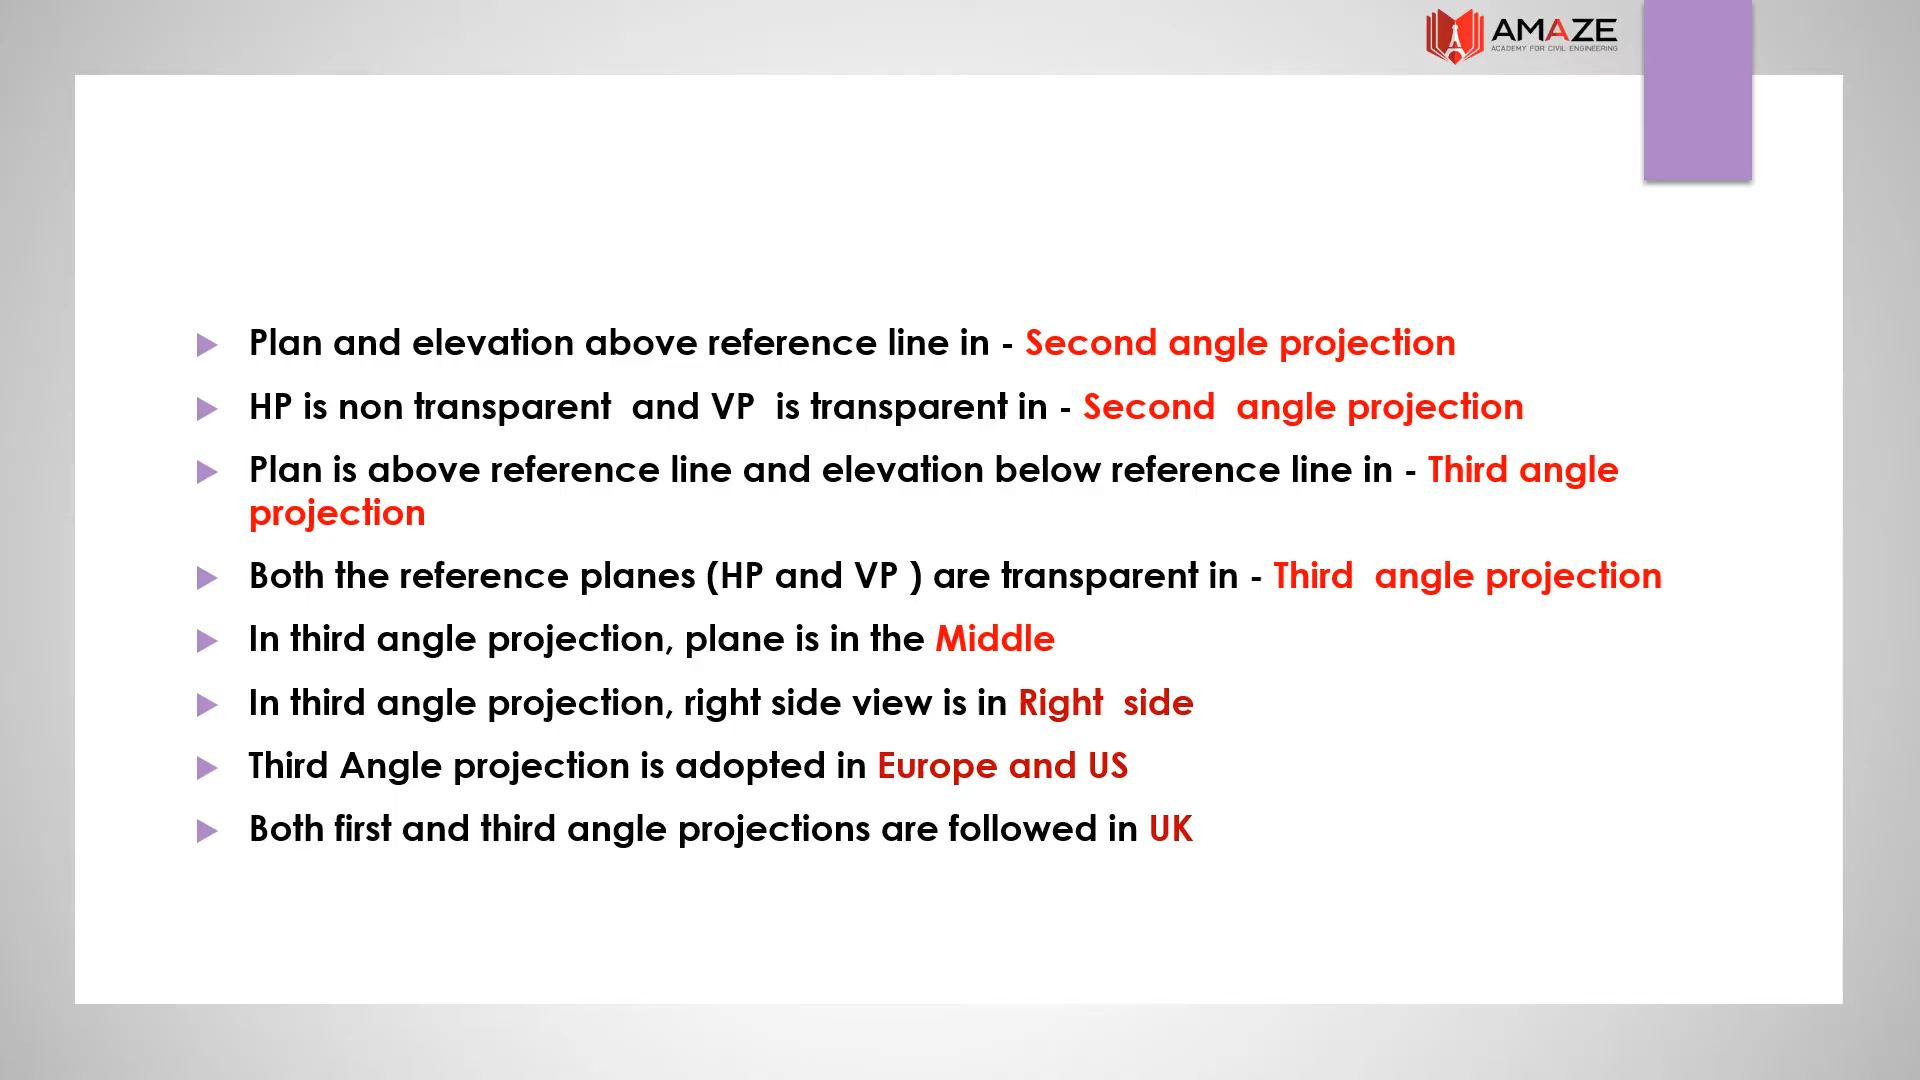 AMAZE
ACADEMY FOR CIVIL ENGINEERING
Plan and elevation above reference line in - Second angle projection
HP is non transparent and VP is transparent in - Second angle projection
Plan is above reference line and elevation below reference line in - Third angle
projection
Both the reference planes (HP and VP ) are transparent in - Third angle projection
In third angle projection, plane is in the Middle
In third angle projection, right side view is in Right side
Third Angle projection is adopted in Europe and US
Both first and third angle projections are followed in UK